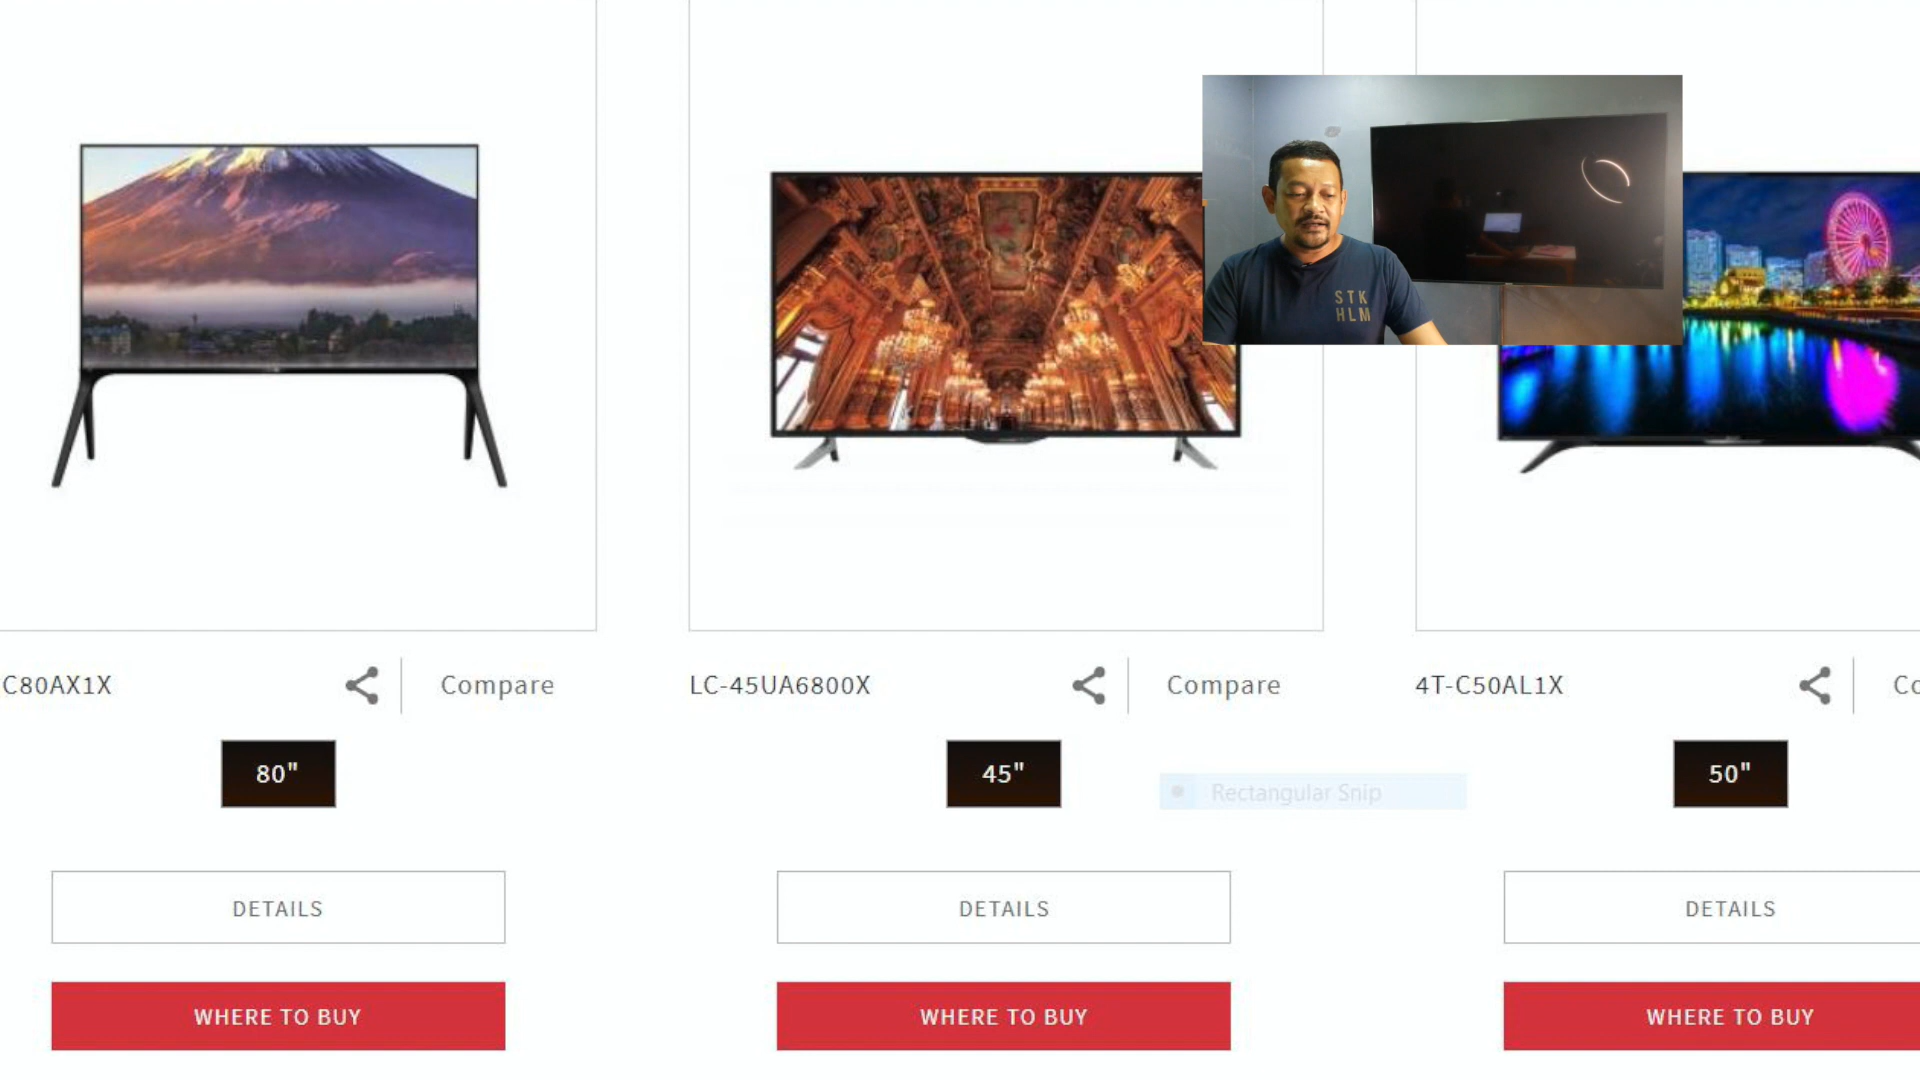 STK
HLM
C80AX1X
Compare
LC-45UA6800X
Compare
4T-C50AL1X
Co
80"
45"
50"
Rectangular Snip
DETAILS
DETAILS
DETAILS
WHERE TO BUY
WHERE TO BUY
WHERE TO BUY